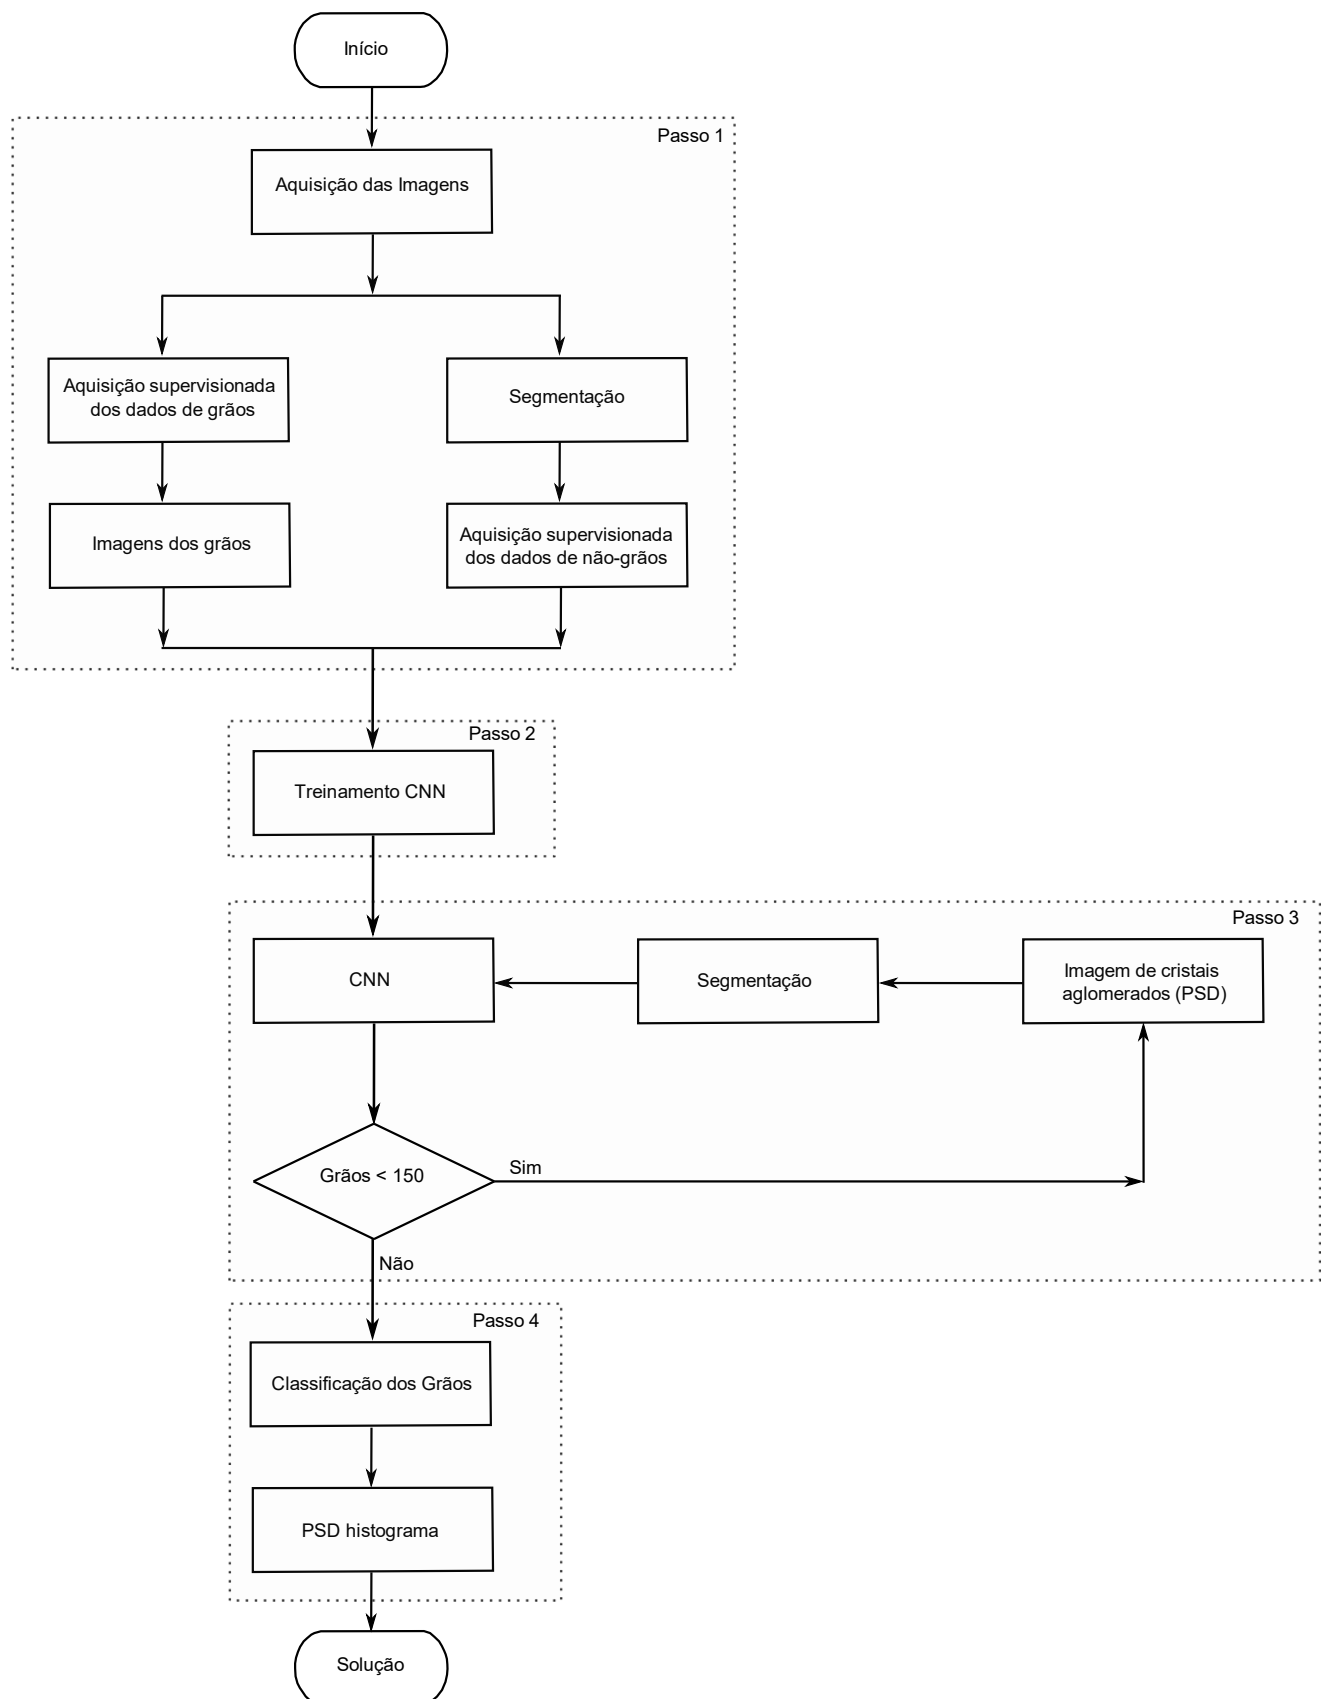 Início
Passo 1
Aquisição das Imagens
Aquisição supervisionada
dos dados de grãos
Segmentação
Imagens dos grãos
Aquisição supervisionada
dos dados de não-grãos
Passo 2
Treinamento CNN
Passo 3
CNN
Segmentação
Imagem de cristais
aglomerados (PSD)
Grãos < 150
Sim
Não
Passo 4
Classificação dos Grãos
PSD histograma
Solução